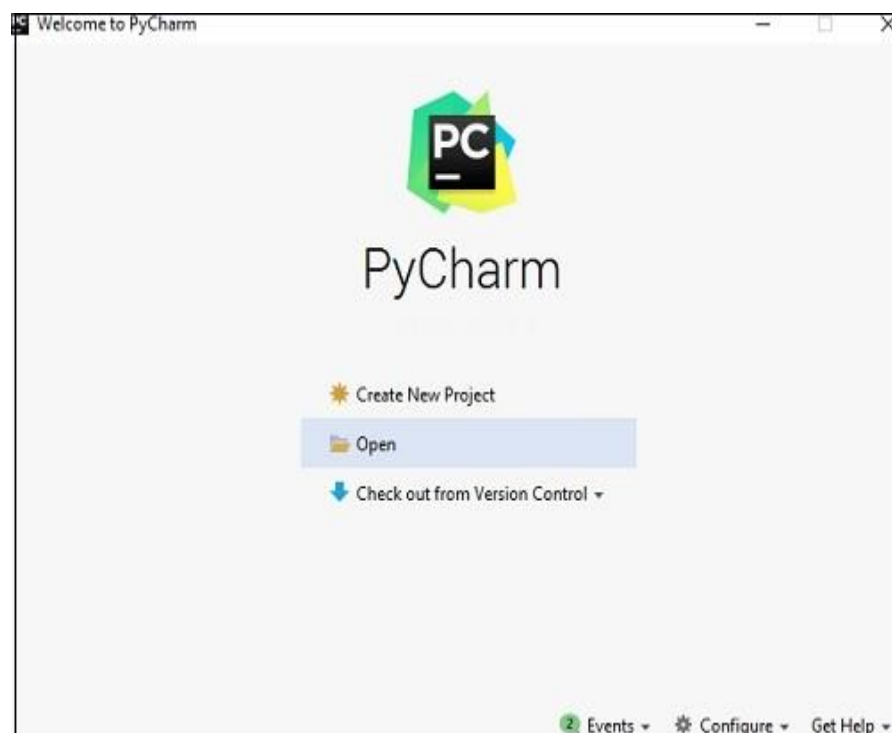 Welcome to PyCharm
PC
PyCharm
Create New Project
Open
Check out from Version Control
2 Events Configure Get Help